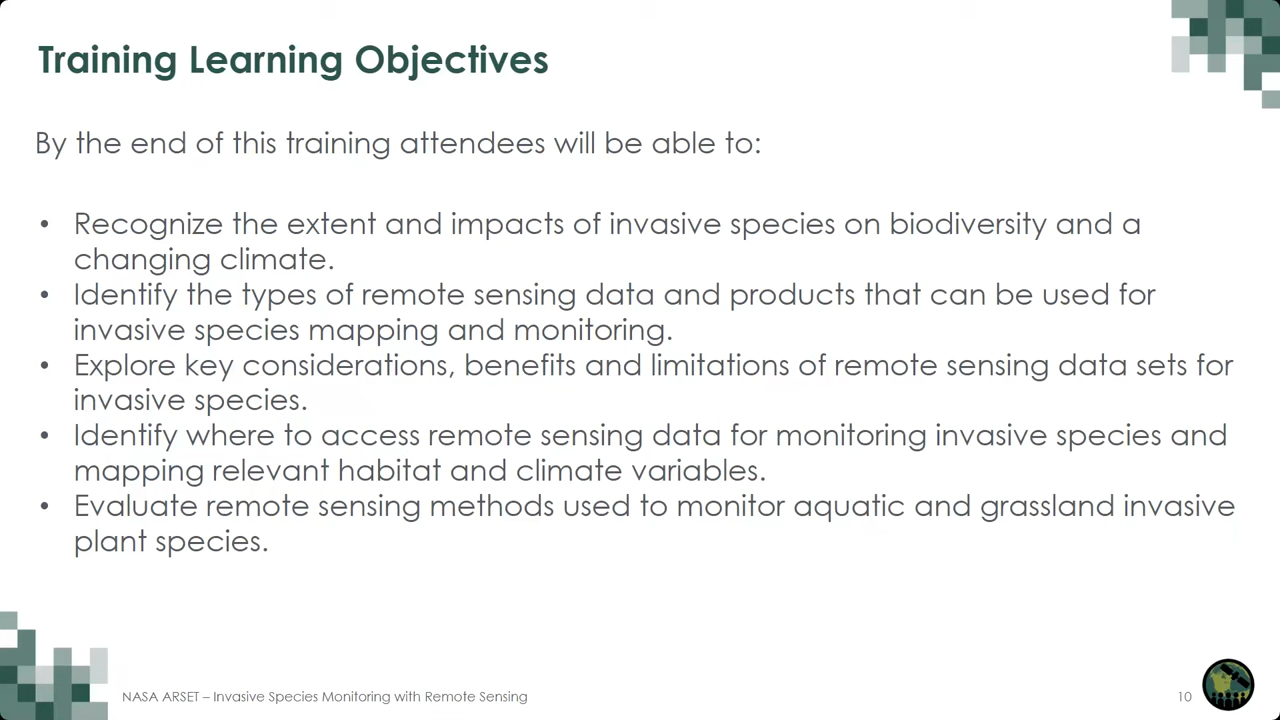 Training Learning Objectives
By the end of this training attendees will be able to:
• Recognize the extent and impacts of invasive species on biodiversity and a
changing climate.
• Identify the types of remote sensing data and products that can be used for
invasive species mapping and monitoring.
• Explore key considerations, benefits and limitations of remote sensing data sets for
invasive species.
• Identify where to access remote sensing data for monitoring invasive species and
mapping relevant habitat and climate variables.
• Evaluate remote sensing methods used to monitor aquatic and grassland invasive
plant species.
NASA ARSET – Invasive Species Monitoring with Remote Sensing
10